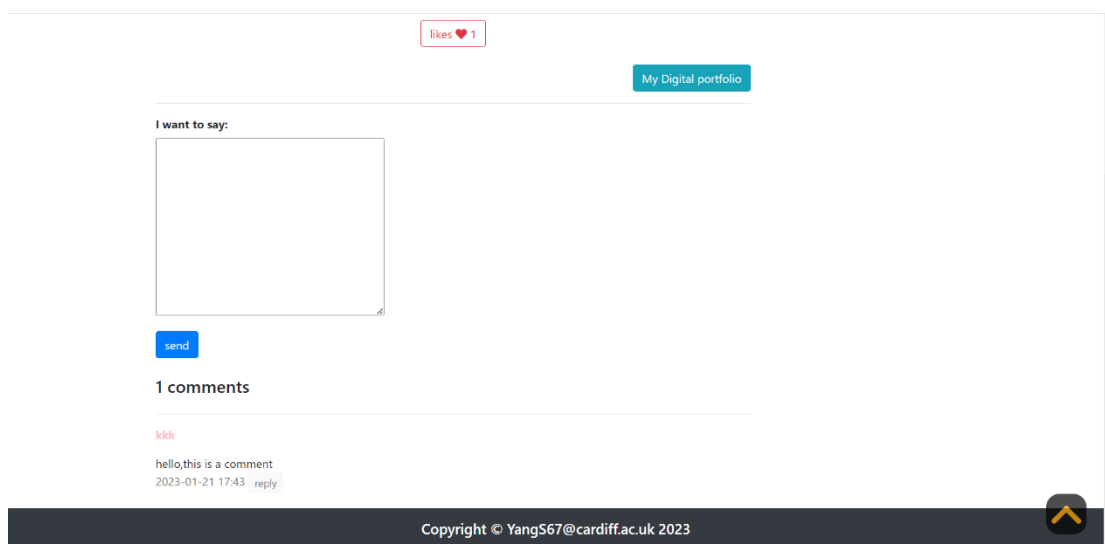 likes ❤ 1
My Digital portfolio
I want to say:
send
1 comments
kkk
hello,this is a comment
2023-01-21 17:43 reply
Copyright © YangS67@cardiff.ac.uk 2023